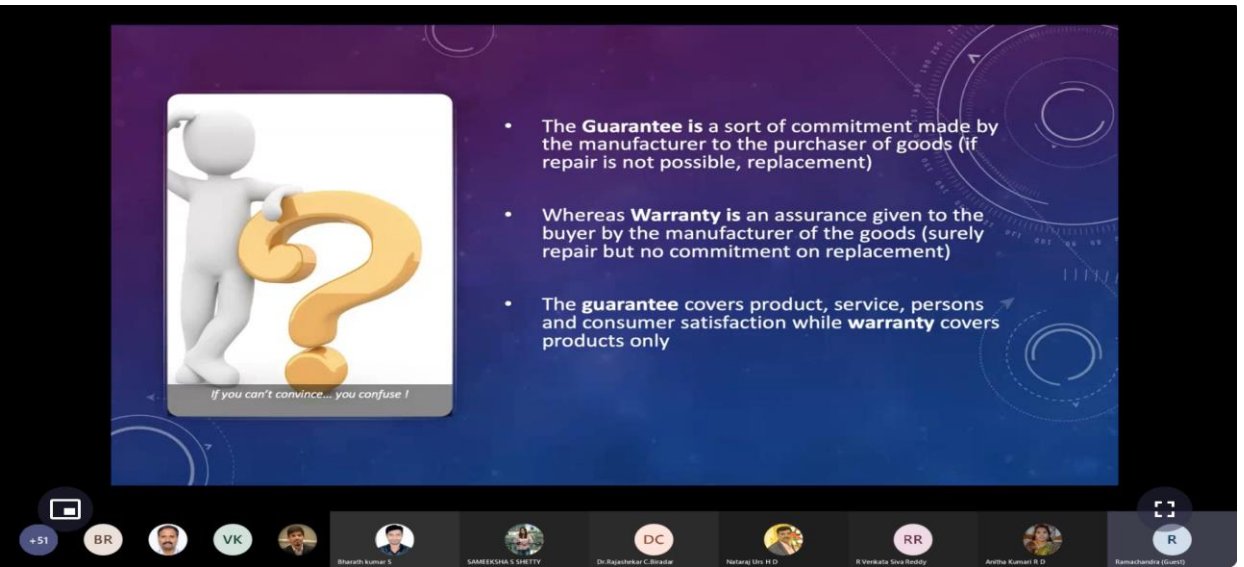 • The Guarantee is a sort of commitment made by
the manufacturer to the purchaser of goods (if
repair is not possible, replacement)
• Whereas Warranty is an assurance given to the
buyer by the manufacturer of the goods (surely
repair but no commitment on replacement)
• The guarantee covers product, service, persons
and consumer satisfaction while warranty covers
products only
If you can't convince... you confuse !
+51
BR
VK
DC
RR
R
Bharath kumar S
SAMEEKSHA S SHETTY
Dr.Rajashekar C.Biradar
Nataraj Urs H D
R Venkata Siva Reddy
Anitha Kumari R D
Ramachandra (Guest)